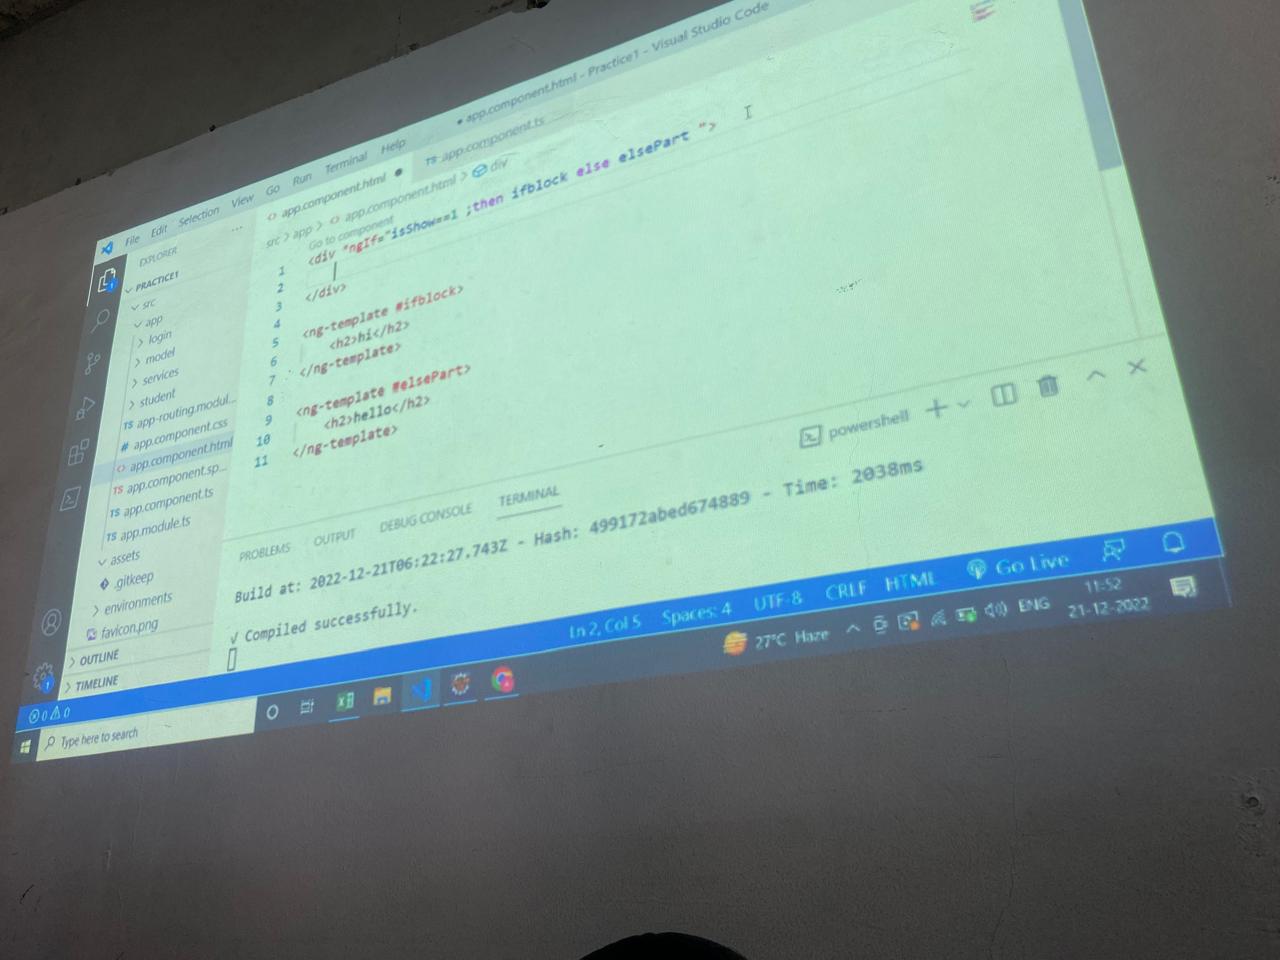 ● app.component.html - Practice1 - Visual Studio Code
File Edit Selection View Go Run Terminal Help
EXPLORER ...
PRACTICE1
src
app
login
model
services
student
TS app-routing.modul...
# app.component.css
<> app.component.html
TS app.component.sp...
TS app.component.ts
TS app.module.ts
assets
.gitkeep
environments
favicon.png
OUTLINE
TIMELINE
<> app.component.html ●
TS app.component.ts
src > app > <> app.component.html > div
Go to component
1 <div *ngIf="isShow==1 ;then ifblock else elsePart ">
2
3 </div>
4
5 <ng-template #ifblock>
6 <h2>hi</h2>
7 </ng-template>
8
9 <ng-template #elsePart>
10 <h2>hello</h2>
11 </ng-template>
PROBLEMS OUTPUT DEBUG CONSOLE TERMINAL
powershell
Build at: 2022-12-21T06:22:27.743Z - Hash: 499172abed674889 - Time: 2038ms
√ Compiled successfully.
0 0
Ln 2, Col 5 Spaces: 4 UTF-8 CRLF HTML Go Live
Type here to search
27°C Haze
ENG
11:52
21-12-2022